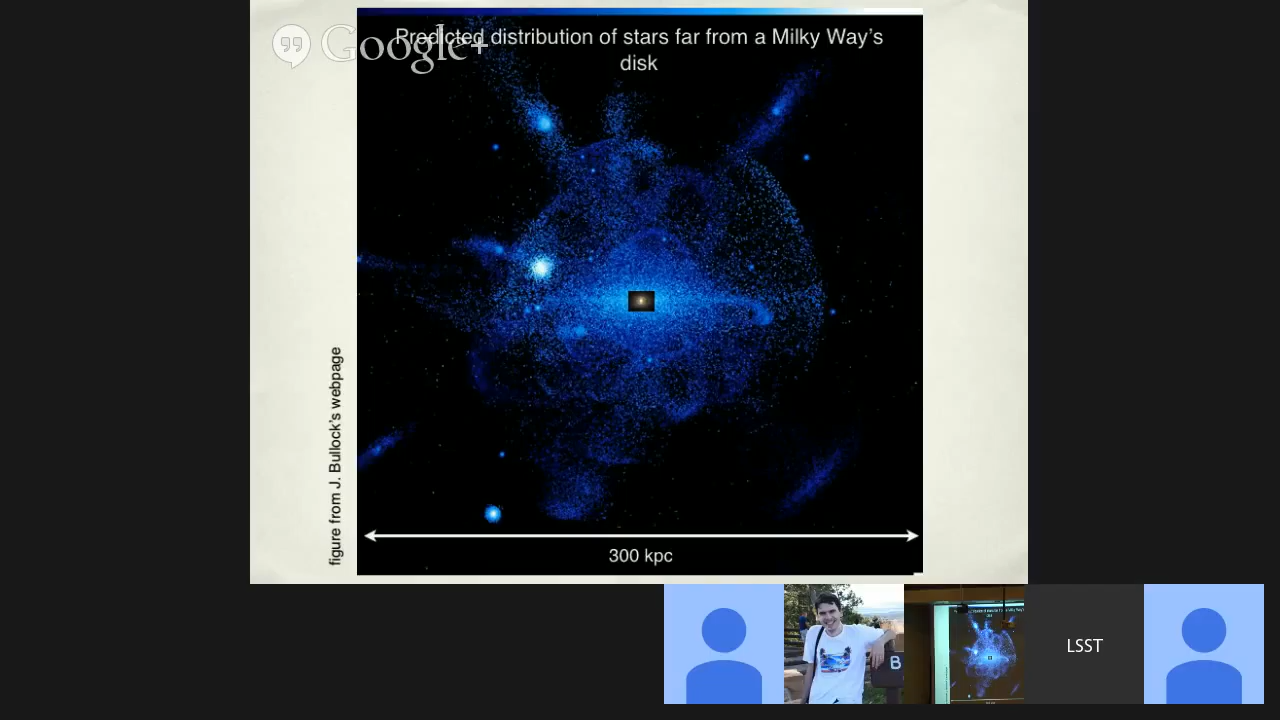 Google+
Predicted distribution of stars far from a Milky Way's
disk
figure from J. Bullock's webpage
300 kpc
LSST
B